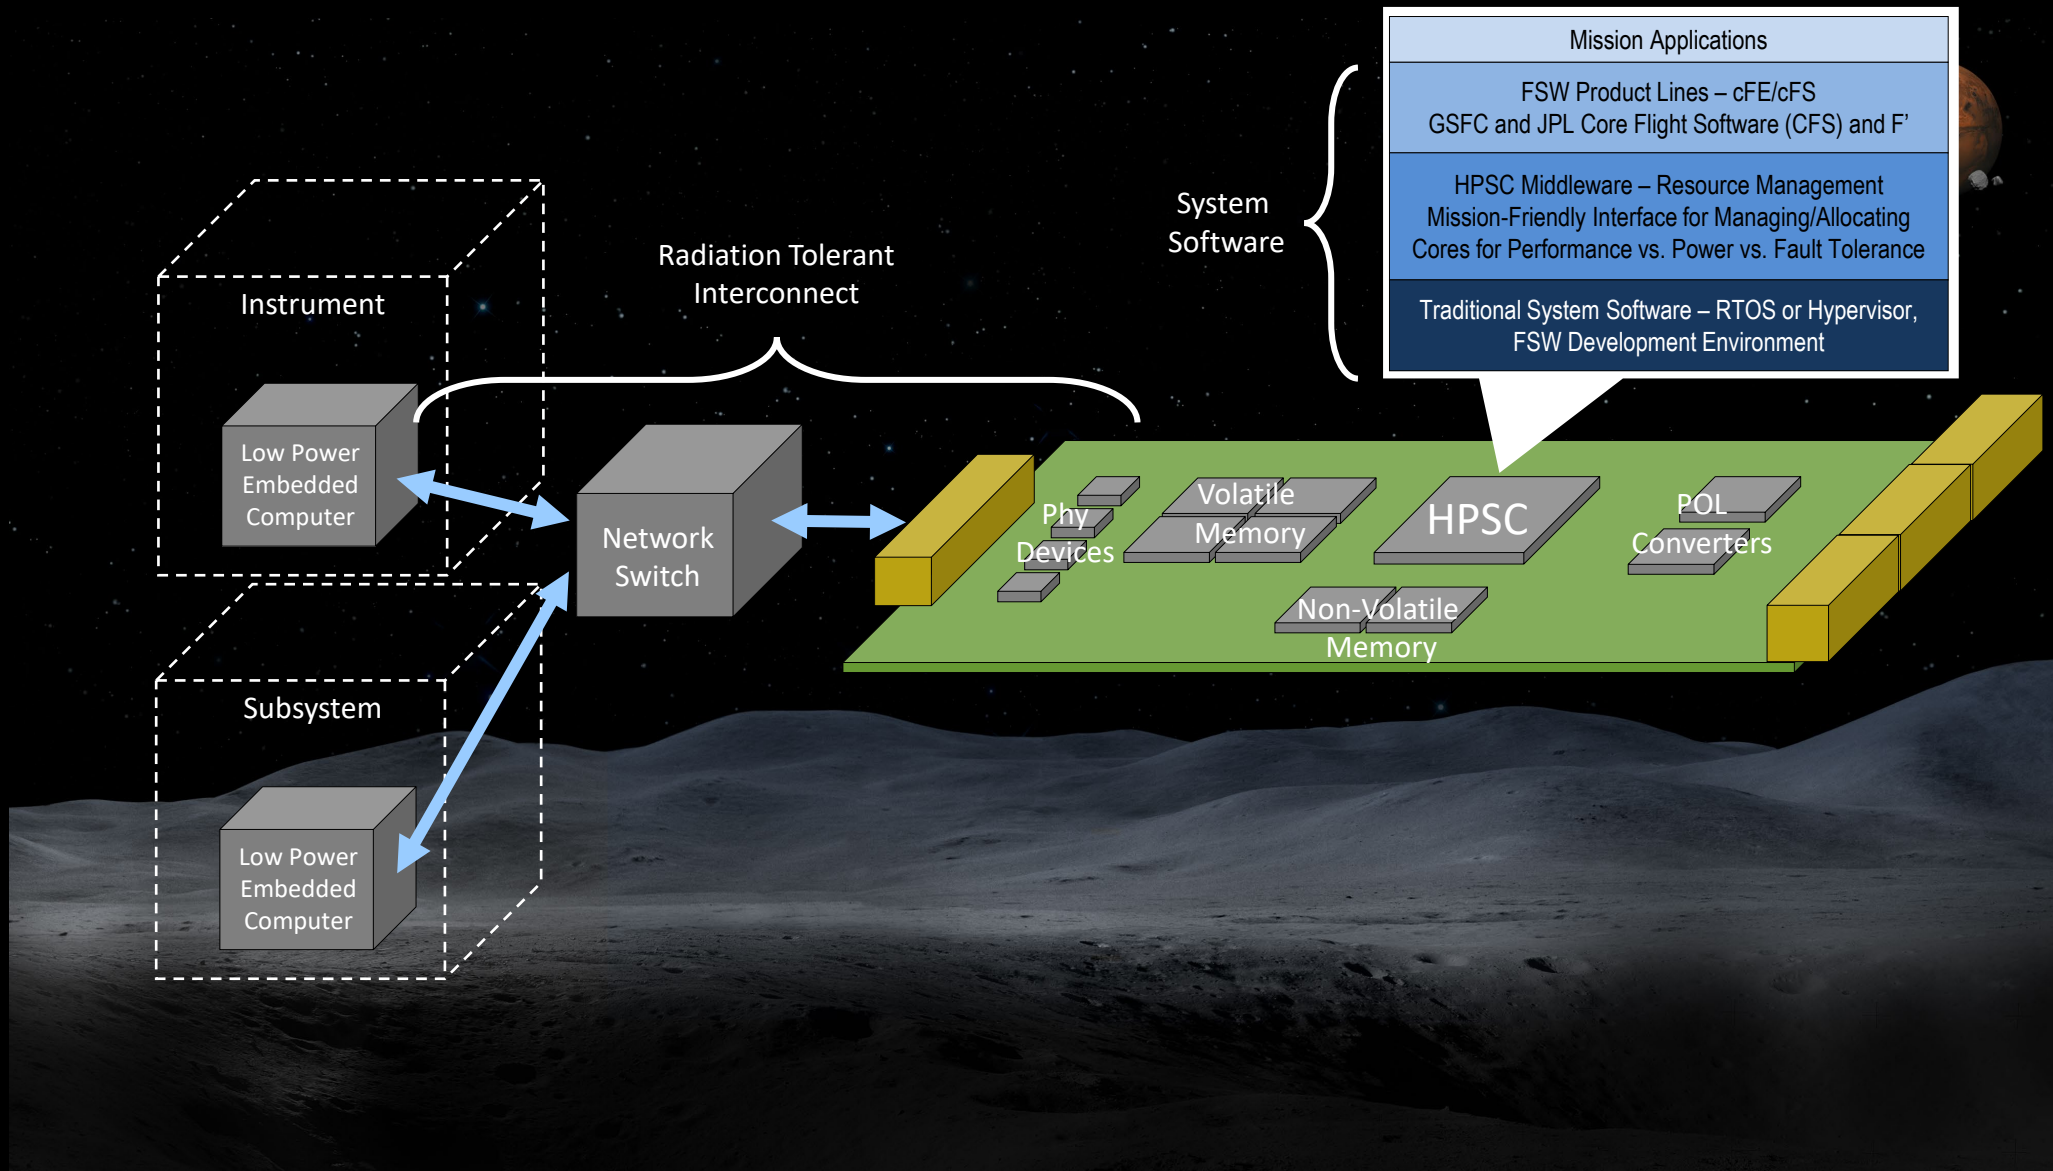 Mission Applications
FSW Product Lines – cFE/cFS
GSFC and JPL Core Flight Software (CFS) and F’
HPSC Middleware – Resource Management
Mission-Friendly Interface for Managing/Allocating
Cores for Performance vs. Power vs. Fault Tolerance
Traditional System Software – RTOS or Hypervisor,
FSW Development Environment
System
Software
Radiation Tolerant
Interconnect
Instrument
Low Power
Embedded
Computer
Network
Switch
Phy
Devices
Volatile
Memory
HPSC
POL
Converters
Non-Volatile
Memory
Subsystem
Low Power
Embedded
Computer